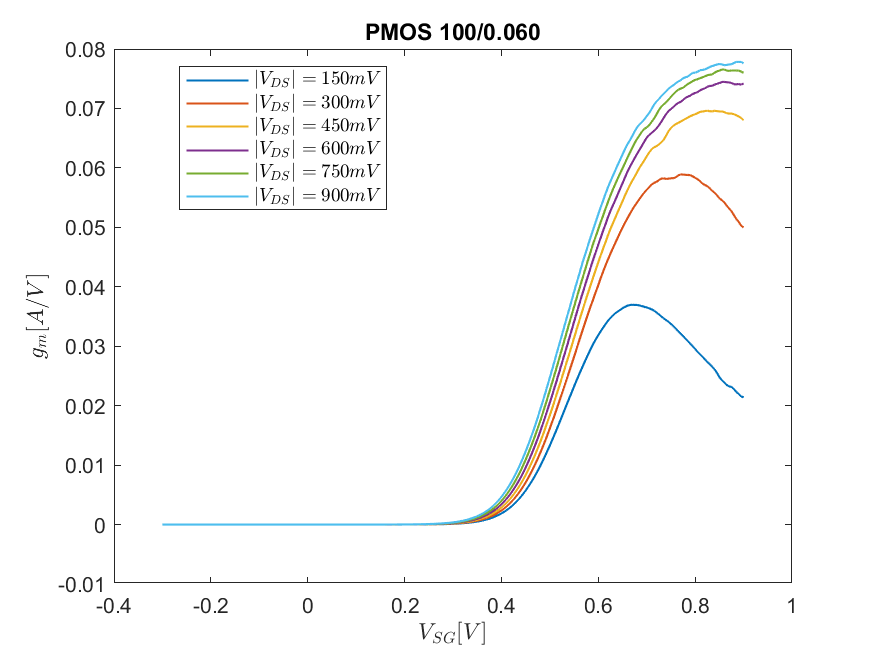 PMOS 100/0.060
0.08
0.07
0.06
0.05
0.04
0.03
0.02
0.01
0
-0.01
g_m[A/V]
|V_DS| = 150mV
|V_DS| = 300mV
|V_DS| = 450mV
|V_DS| = 600mV
|V_DS| = 750mV
|V_DS| = 900mV
-0.4 -0.2 0 0.2 0.4 0.6 0.8 1
V_SG[V]